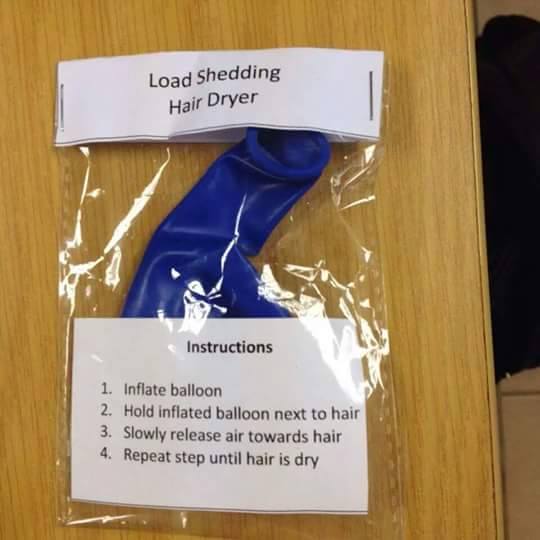 Load Shedding
Hair Dryer
Instructions
1. Inflate balloon
2. Hold inflated balloon next to hair
3. Slowly release air towards hair
4. Repeat step until hair is dry